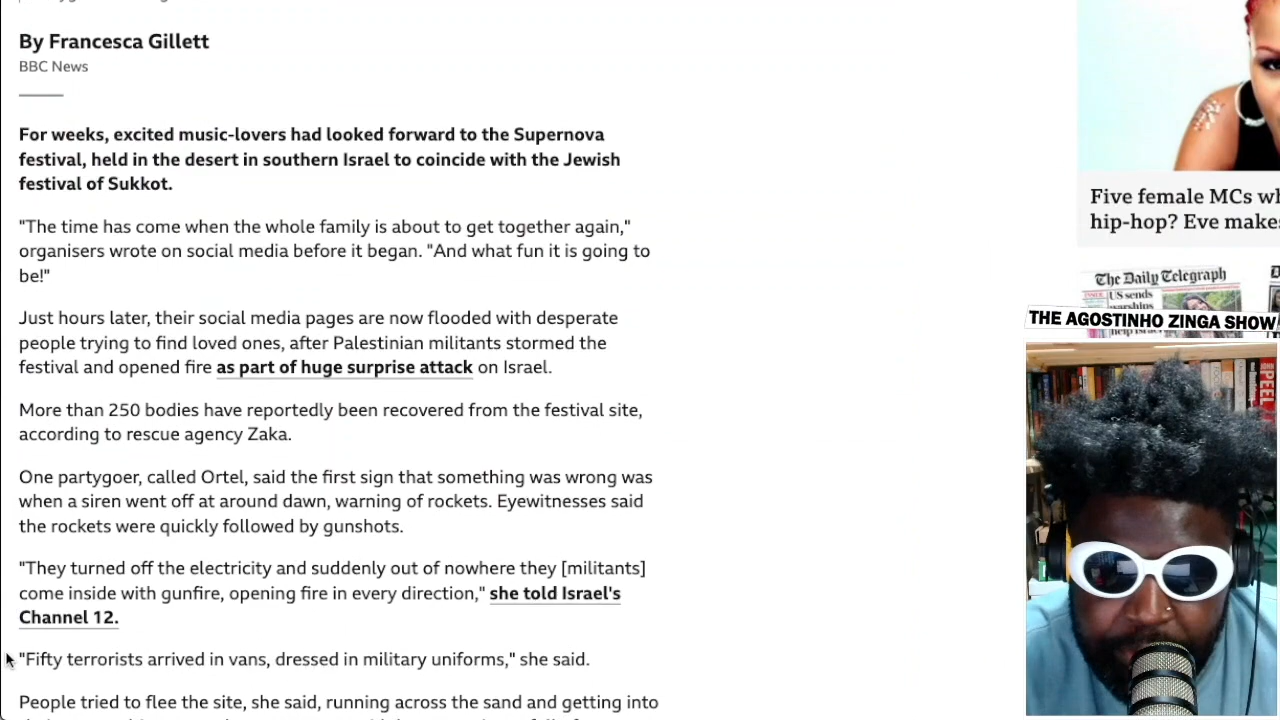 By Francesca Gillett
BBC News
For weeks, excited music-lovers had looked forward to the Supernova
festival, held in the desert in southern Israel to coincide with the Jewish
festival of Sukkot.
"The time has come when the whole family is about to get together again,"
organisers wrote on social media before it began. "And what fun it is going to
be!"
Just hours later, their social media pages are now flooded with desperate
people trying to find loved ones, after Palestinian militants stormed the
festival and opened fire as part of huge surprise attack on Israel.
More than 250 bodies have reportedly been recovered from the festival site,
according to rescue agency Zaka.
One partygoer, called Ortel, said the first sign that something was wrong was
when a siren went off at around dawn, warning of rockets. Eyewitnesses said
the rockets were quickly followed by gunshots.
"They turned off the electricity and suddenly out of nowhere they [militants]
come inside with gunfire, opening fire in every direction," she told Israel's
Channel 12.
"Fifty terrorists arrived in vans, dressed in military uniforms," she said.
People tried to flee the site, she said, running across the sand and getting into
Five female MCs
hip-hop? Eve
The Daily Telegraph
US sends
warships
THE AGOSTINHO ZINGA SHOW